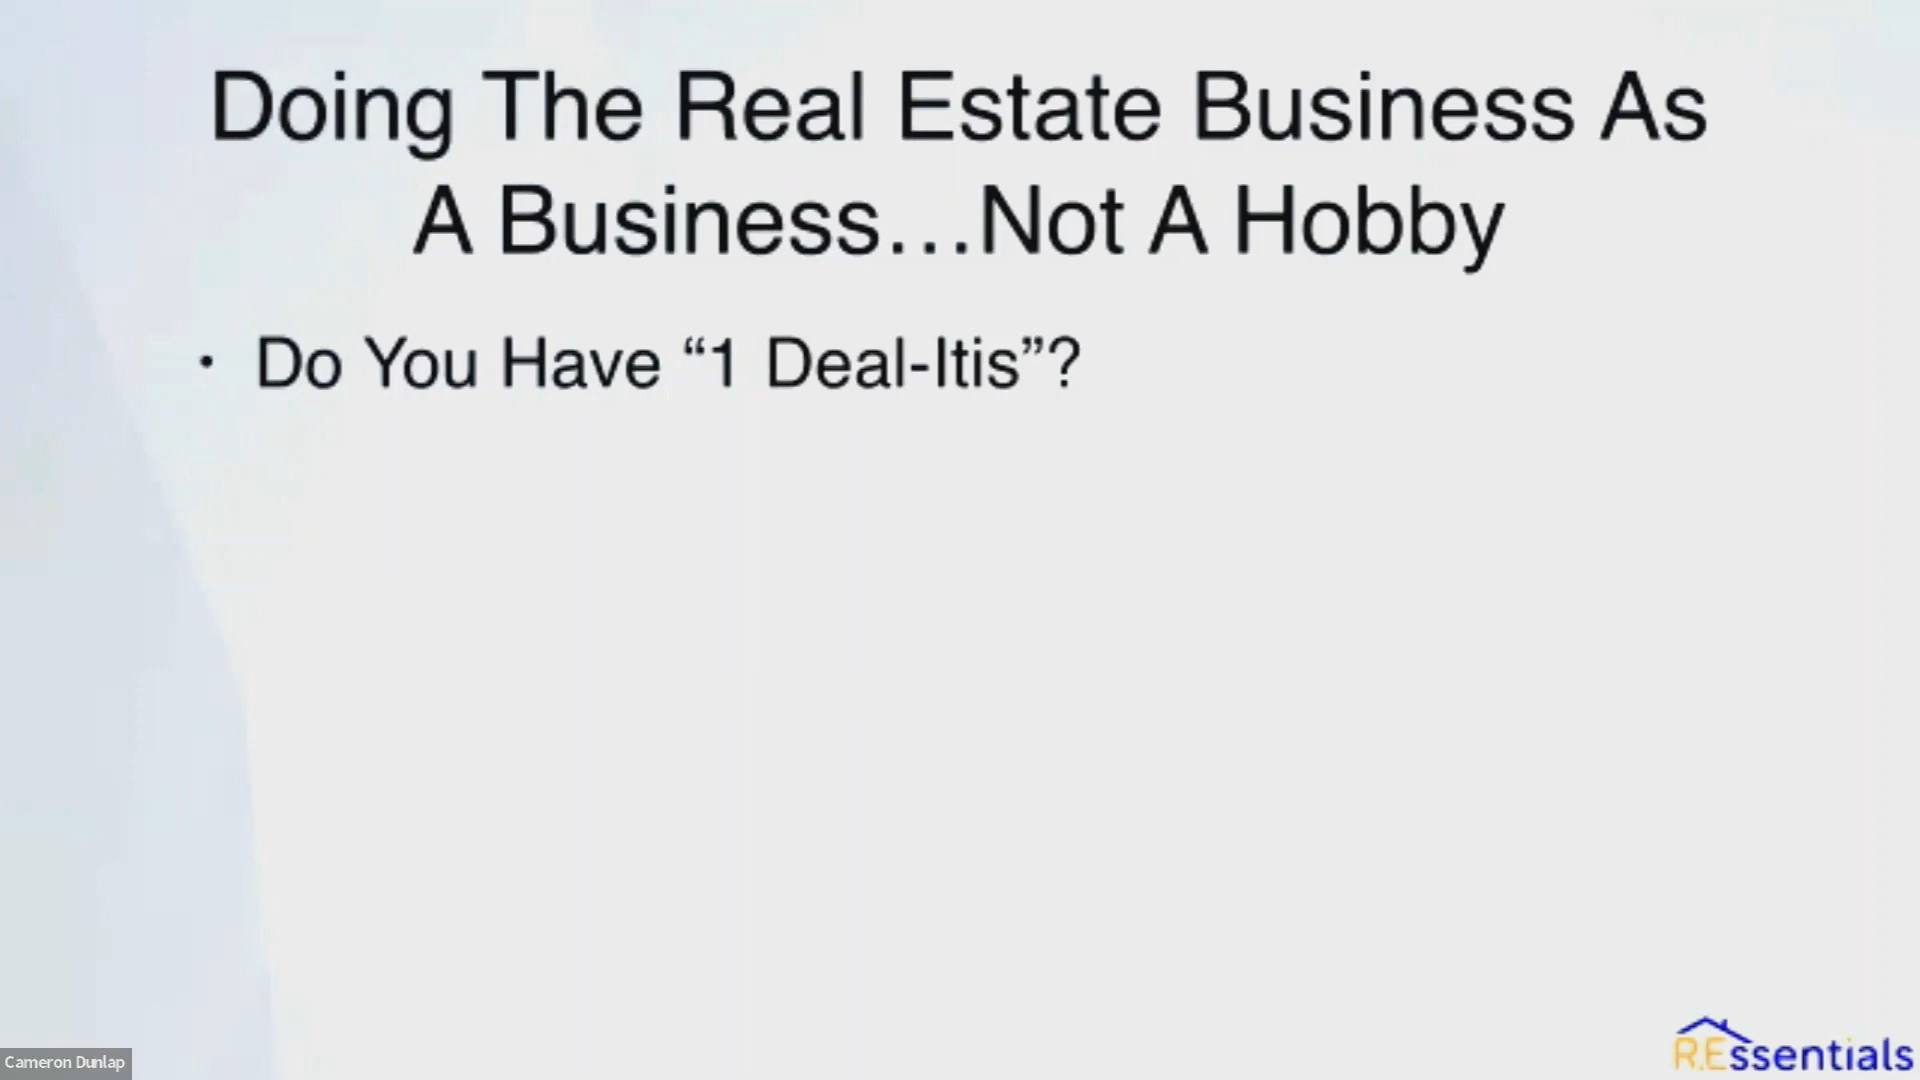 Doing The Real Estate Business As
A Business…Not A Hobby
• Do You Have “1 Deal-Itis”?
Cameron Dunlap
R.Essentials